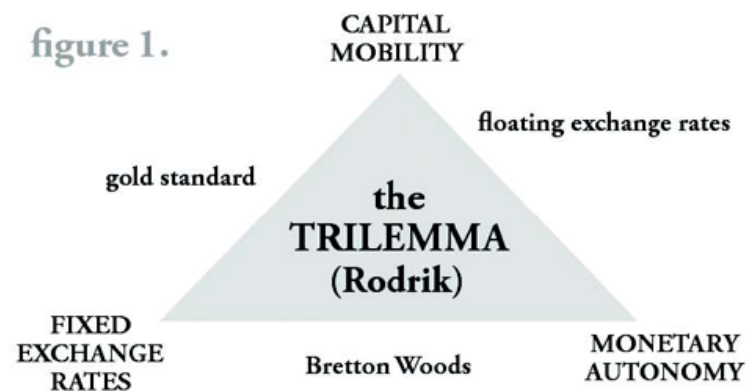 figure 1.
CAPITAL
MOBILITY
floating exchange rates
gold standard
the
TRILEMMA
(Rodrik)
FIXED
EXCHANGE
RATES
Bretton Woods
MONETARY
AUTONOMY